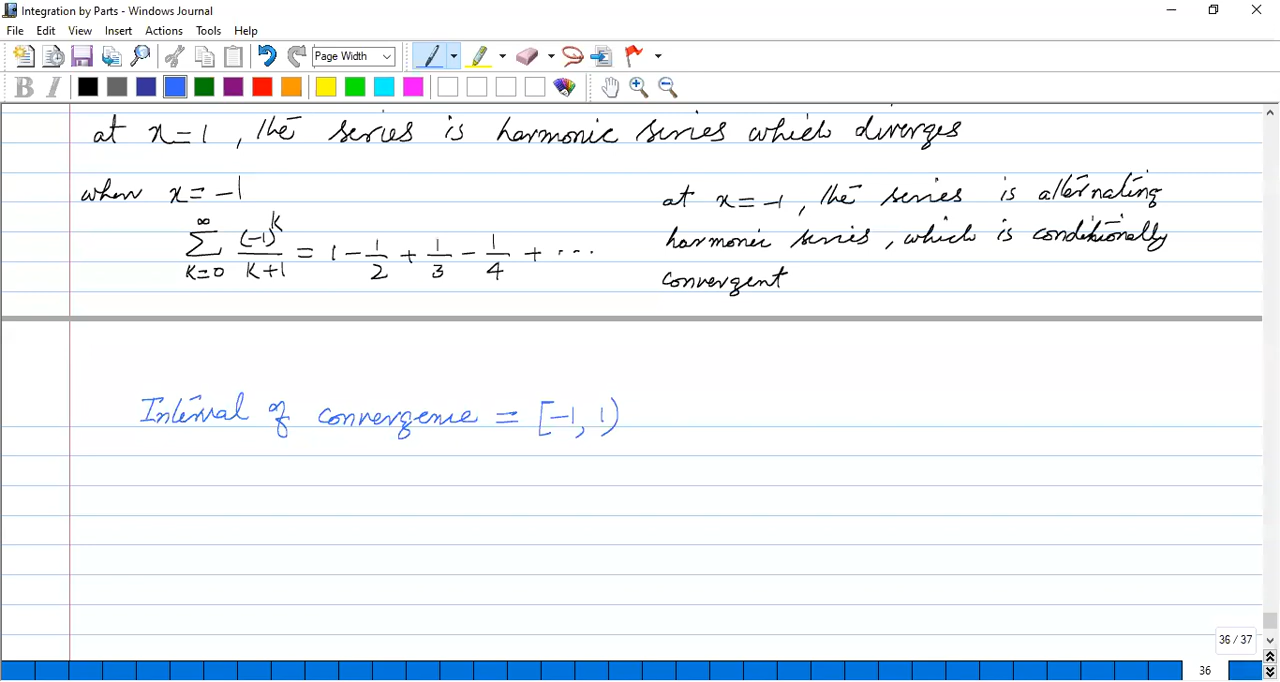 Integration by Parts - Windows Journal
File Edit View Insert Actions Tools Help
Page Width
B I
at x=1, the series is harmonic series which diverges
when x=-1
∞ ∑ k=0 (-1)^k / k+1 = 1 - 1/2 + 1/3 - 1/4 + ...
at x=-1, the series is alternating
harmonic series, which is conditionally
convergent
Interval of convergence = [-1, 1)
36 / 37
36